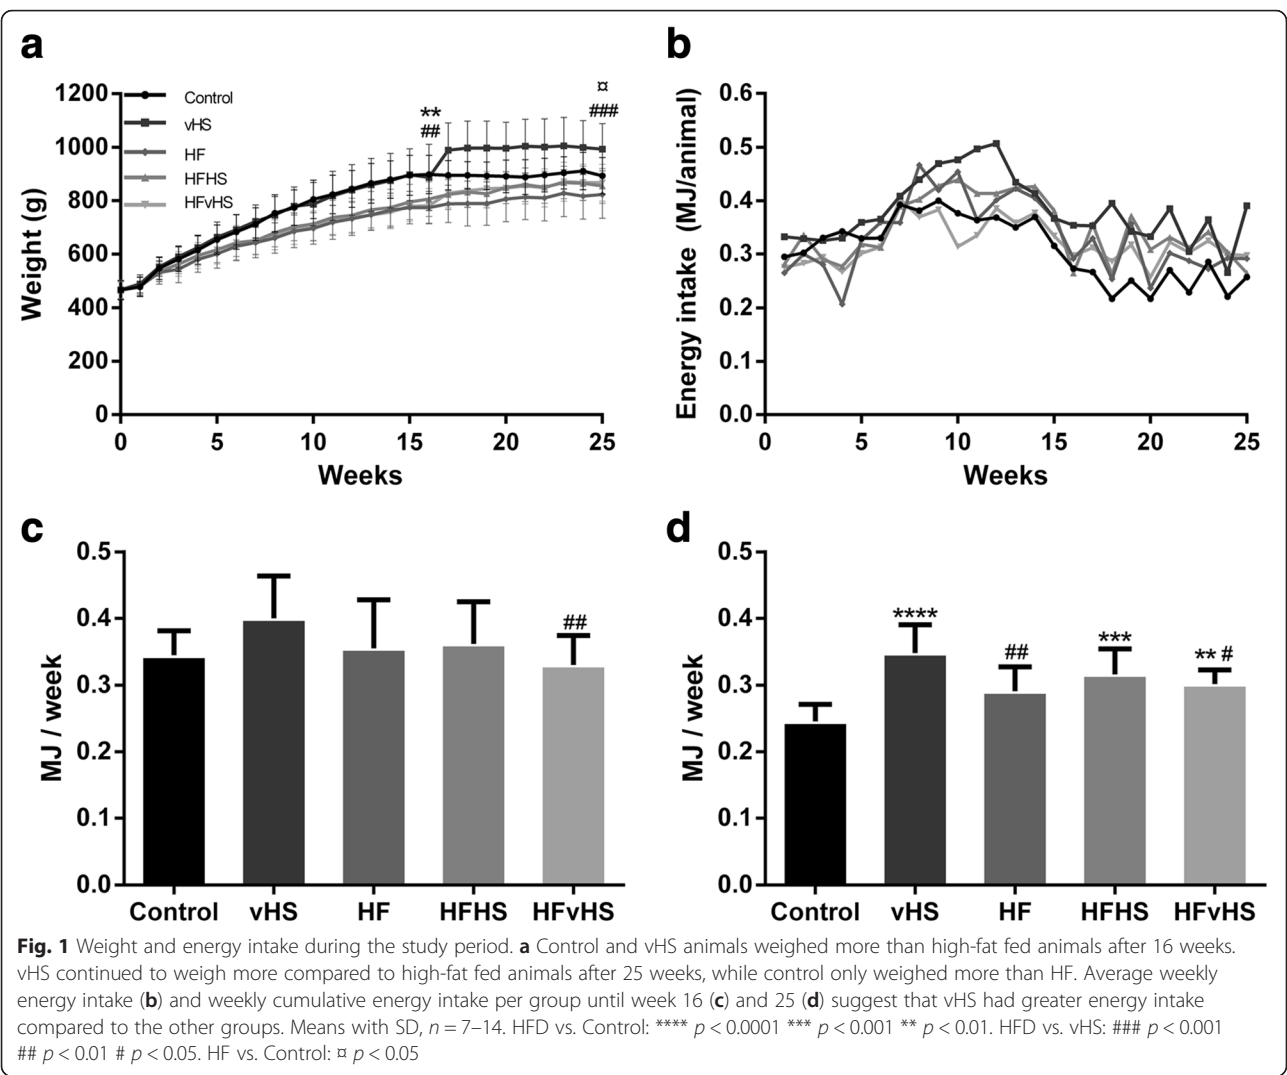 a
1200
1000
800
600
400
200
0
Weight (g)
Control
vHS
HF
HFHS
HFvHS
**
##
¤
###
0 5 10 15 20 25
Weeks
b
0.6
0.5
0.4
0.3
0.2
0.1
0.0
Energy intake (MJ/animal)
0 5 10 15 20 25
Weeks
c
0.5
0.4
0.3
0.2
0.1
0.0
MJ / week
##
Control vHS HF HFHS HFvHS
d
0.5
0.4
0.3
0.2
0.1
0.0
MJ / week
****
##
***
** #
Control vHS HF HFHS HFvHS
Fig. 1 Weight and energy intake during the study period. a Control and vHS animals weighed more than high-fat fed animals after 16 weeks.
vHS continued to weigh more compared to high-fat fed animals after 25 weeks, while control only weighed more than HF. Average weekly
energy intake (b) and weekly cumulative energy intake per group until week 16 (c) and 25 (d) suggest that vHS had greater energy intake
compared to the other groups. Means with SD, n = 7–14. HFD vs. Control: **** p < 0.0001 *** p < 0.001 ** p < 0.01. HFD vs. vHS: ### p < 0.001
## p < 0.01 # p < 0.05. HF vs. Control: ¤ p < 0.05